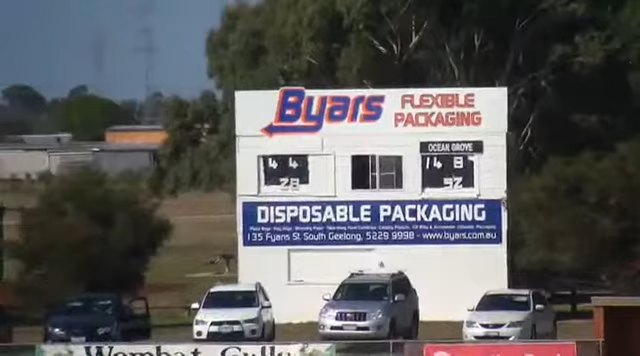 Byars
FLEXIBLE
PACKAGING
OCEAN GROVE
4 4
28
14 8
92
DISPOSABLE PACKAGING
135 Fyans St. South Geelong, 5229 9998 - www.byars.com.au
Wombat Gully